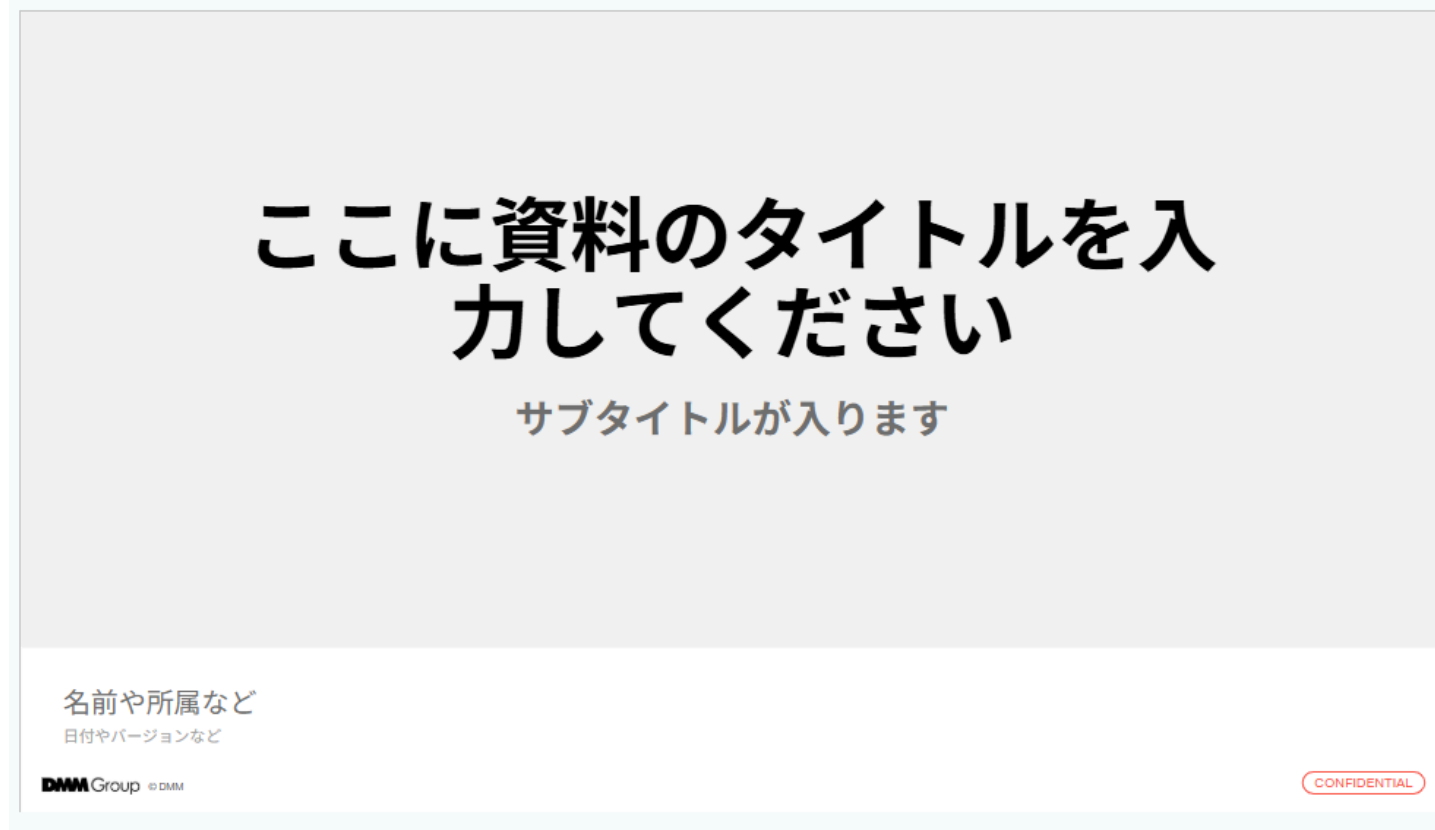 ここに資料のタイトルを入
力してください
サブタイトルが入ります
名前や所属など
日付やバージョンなど
DMM Group © DMM
CONFIDENTIAL